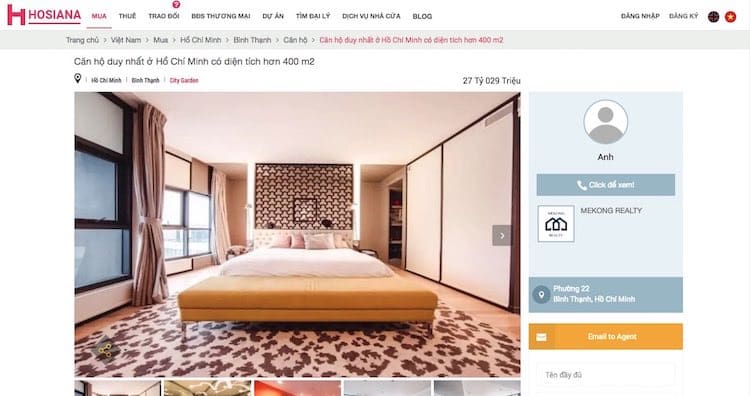 HOSIANA
MUA THUÊ TRAO ĐỔI BĐS THƯƠNG MẠI DỰ ÁN TÌM ĐẠI LÝ DỊCH VỤ NHÀ CỬA BLOG ĐĂNG NHẬP ĐĂNG KÝ
Trang chủ > Việt Nam > Mua > Hồ Chí Minh > Bình Thạnh > Căn hộ > Căn hộ duy nhất ở Hồ Chí Minh có diện tích hơn 400 m2
Căn hộ duy nhất ở Hồ Chí Minh có diện tích hơn 400 m2
Hồ Chí Minh | Bình Thạnh | City Garden
27 Tỷ 029 Triệu
Anh
Click để xem!
MEKONG REALTY
Phường 22
Bình Thạnh, Hồ Chí Minh
Email to Agent
Tên đầy đủ